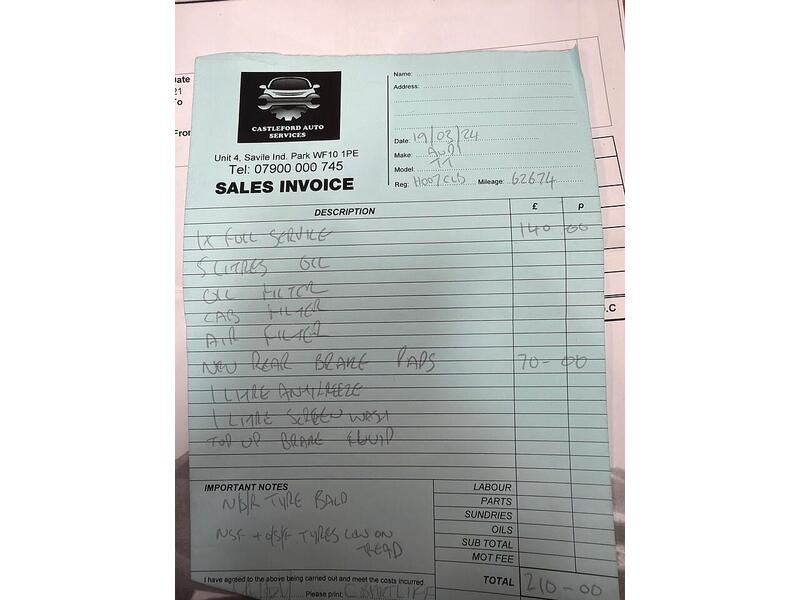 Date
21
To
From
CASTLEFORD AUTO
SERVICES
Unit 4, Savile Ind. Park WF10 1PE
Tel: 07900 000 745
SALES INVOICE
Name:
Address:
Date: 19/03/24
Make: AUDI
Model: TT
Reg: Mileage: 62674
DESCRIPTION £ p
1X FULL SERVICE 140 00
5 LITRES OIL
OIL FILTER
CAB FILTER
AIR FILTER
NEW REAR BRAKE PADS 70-00
1 LITRE ANTIFREEZE
1 LITRE SCREEN WASH
TOP UP BRAKE FLUID
IMPORTANT NOTES
N/S/R TYRE BALD
NSF + O/S/F TYRES LOW ON
TREAD
LABOUR
PARTS
SUNDRIES
OILS
SUB TOTAL
MOT FEE
TOTAL 210-00
I have agreed to the above being carried out and meet the costs incurred.
Please print: